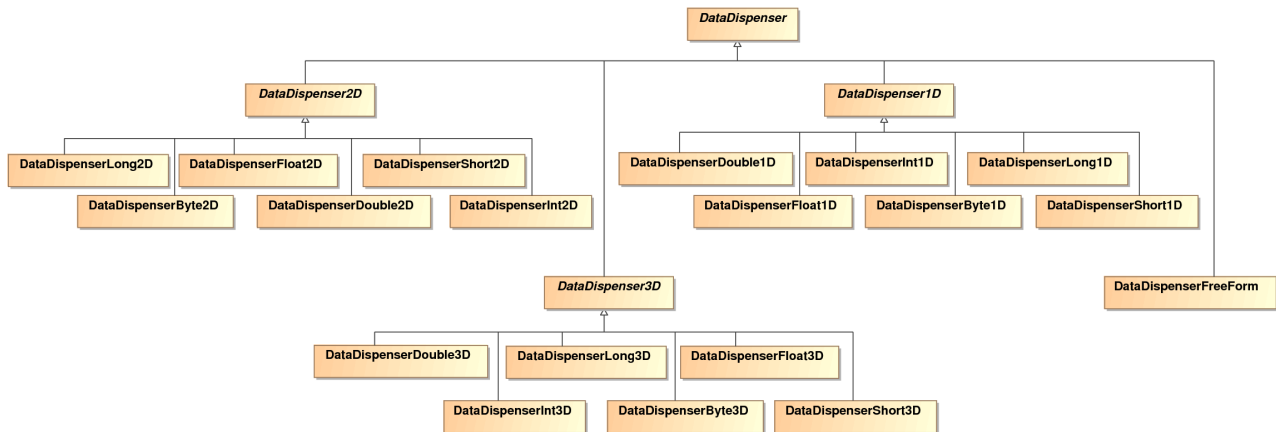 DataDispenser
DataDispenser2D
DataDispenser1D
DataDispenserLong2D
DataDispenserFloat2D
DataDispenserShort2D
DataDispenserDouble1D
DataDispenserInt1D
DataDispenserLong1D
DataDispenserByte2D
DataDispenserDouble2D
DataDispenserInt2D
DataDispenserFloat1D
DataDispenserByte1D
DataDispenserShort1D
DataDispenser3D
DataDispenserFreeForm
DataDispenserDouble3D
DataDispenserLong3D
DataDispenserFloat3D
DataDispenserInt3D
DataDispenserByte3D
DataDispenserShort3D